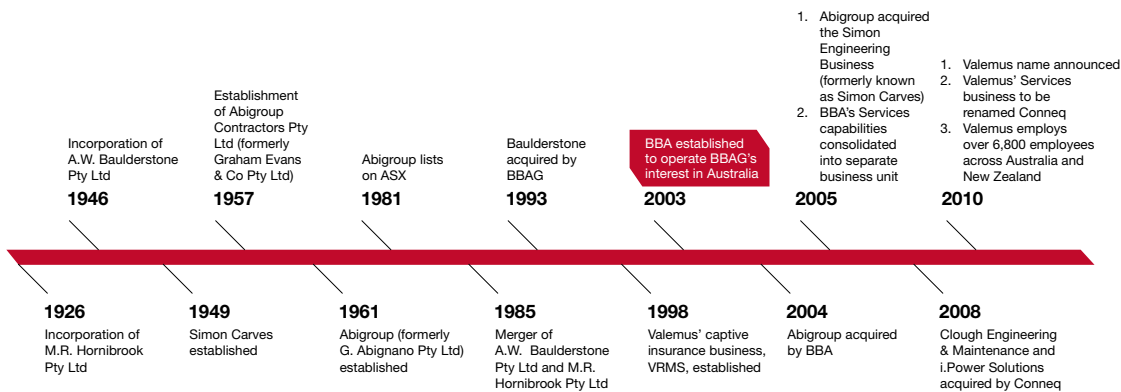 Incorporation of
A.W. Baulderstone
Pty Ltd
1946
Establishment
of Abigroup
Contractors Pty
Ltd (formerly
Graham Evans
& Co Pty Ltd)
1957
Abigroup lists
on ASX
1981
Baulderstone
acquired by
BBAG
1993
BBA established
to operate BBAG's
interest in Australia
2003
1. Abigroup acquired
the Simon
Engineering
Business
(formerly known
as Simon Carves)
2. BBA's Services
capabilities
consolidated
into separate
business unit
2005
1. Valemus name announced
2. Valemus' Services
business to be
renamed Conneq
3. Valemus employs
over 6,800 employees
across Australia and
New Zealand
2010
1926
Incorporation of
M.R. Hornibrook
Pty Ltd
1949
Simon Carves
established
1961
Abigroup (formerly
G. Abignano Pty Ltd)
established
1985
Merger of
A.W. Baulderstone
Pty Ltd and M.R.
Hornibrook Pty Ltd
1998
Valemus' captive
insurance business,
VRMS, established
2004
Abigroup acquired
by BBA
2008
Clough Engineering
& Maintenance and
i.Power Solutions
acquired by Conneq